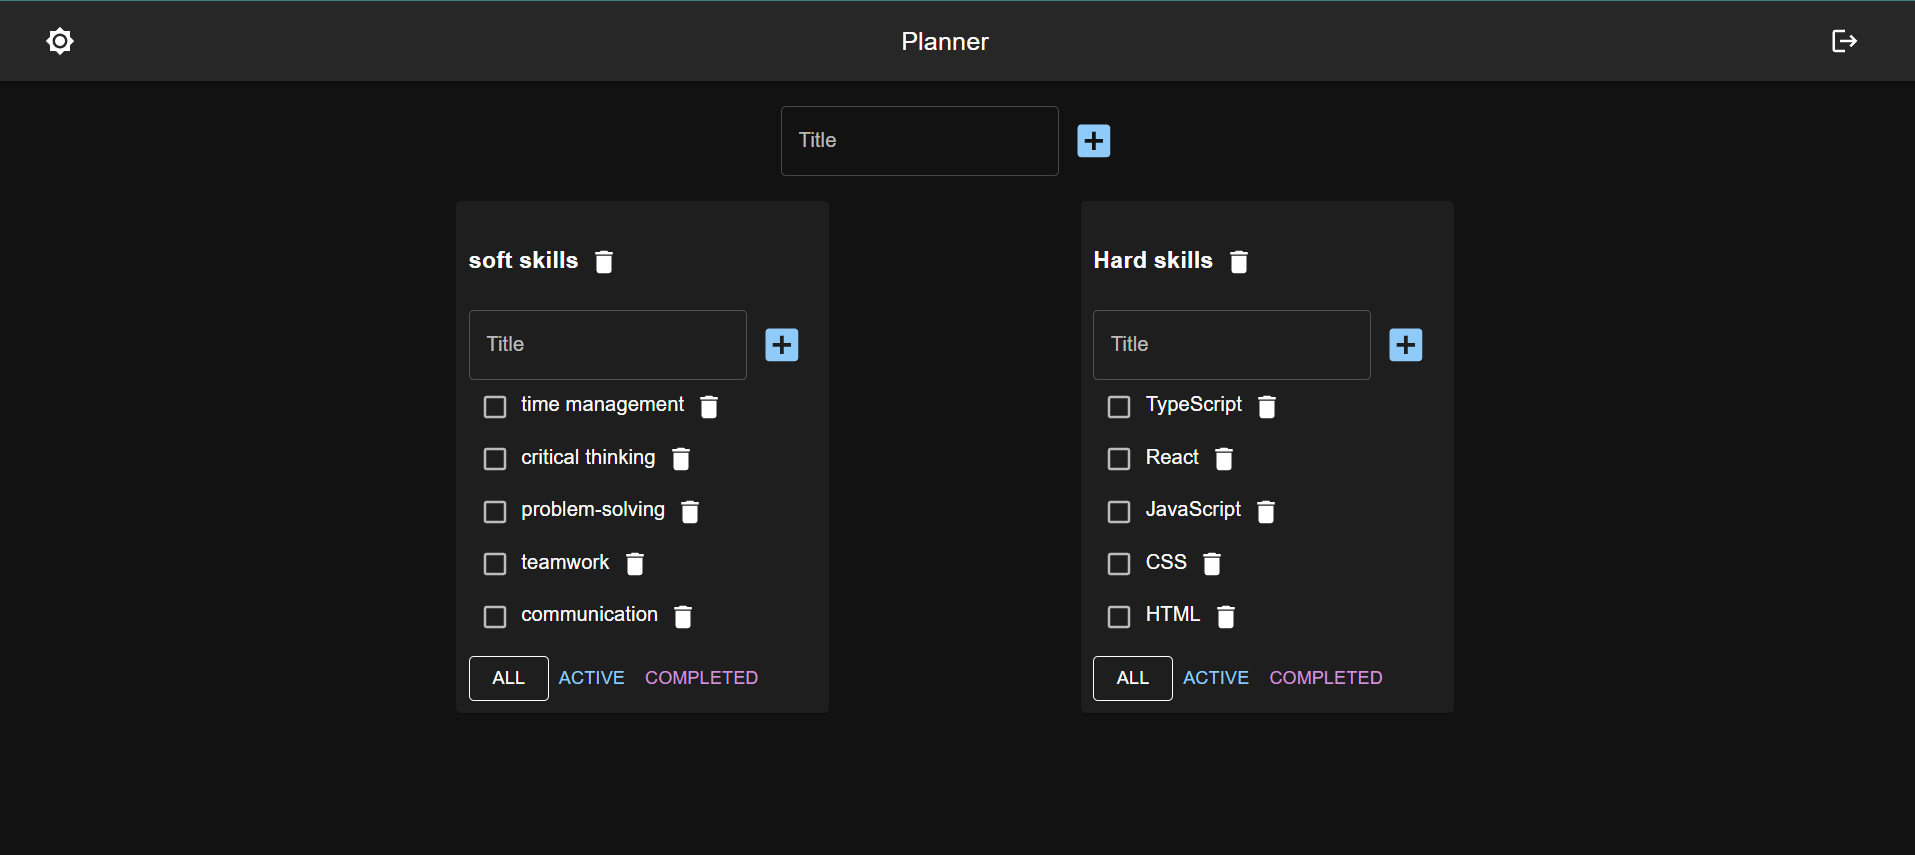 Planner
Title
soft skills
Title
time management
critical thinking
problem-solving
teamwork
communication
ALL ACTIVE COMPLETED
Hard skills
Title
TypeScript
React
JavaScript
CSS
HTML
ALL ACTIVE COMPLETED